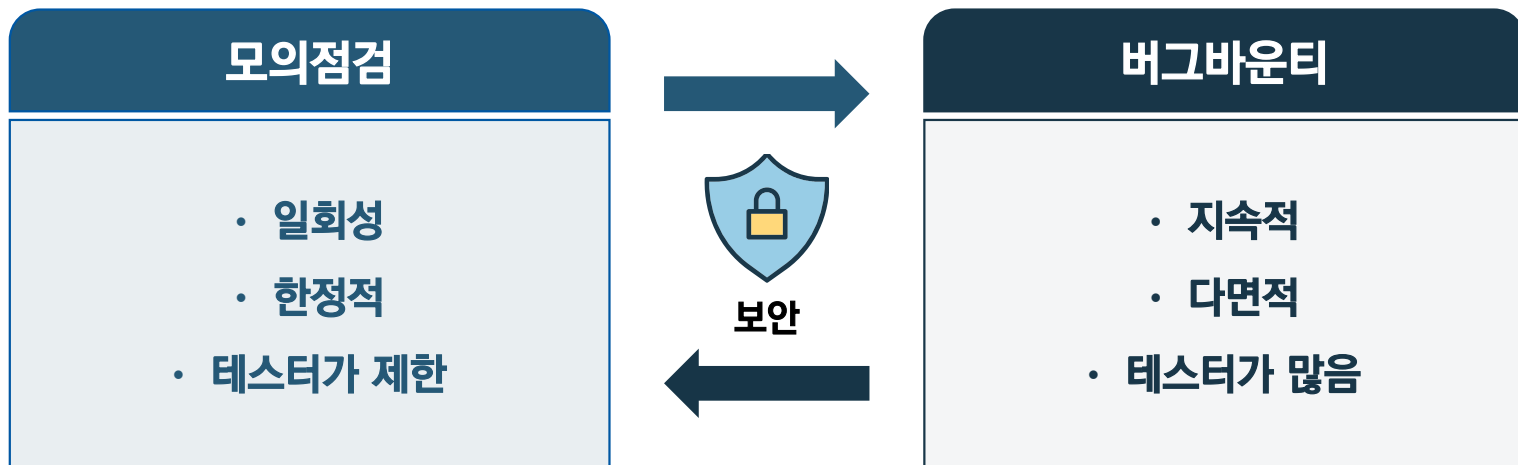 모의점검
• 일회성
• 한정적
• 테스터가 제한
보안
버그바운티
• 지속적
• 다면적
• 테스터가 많음